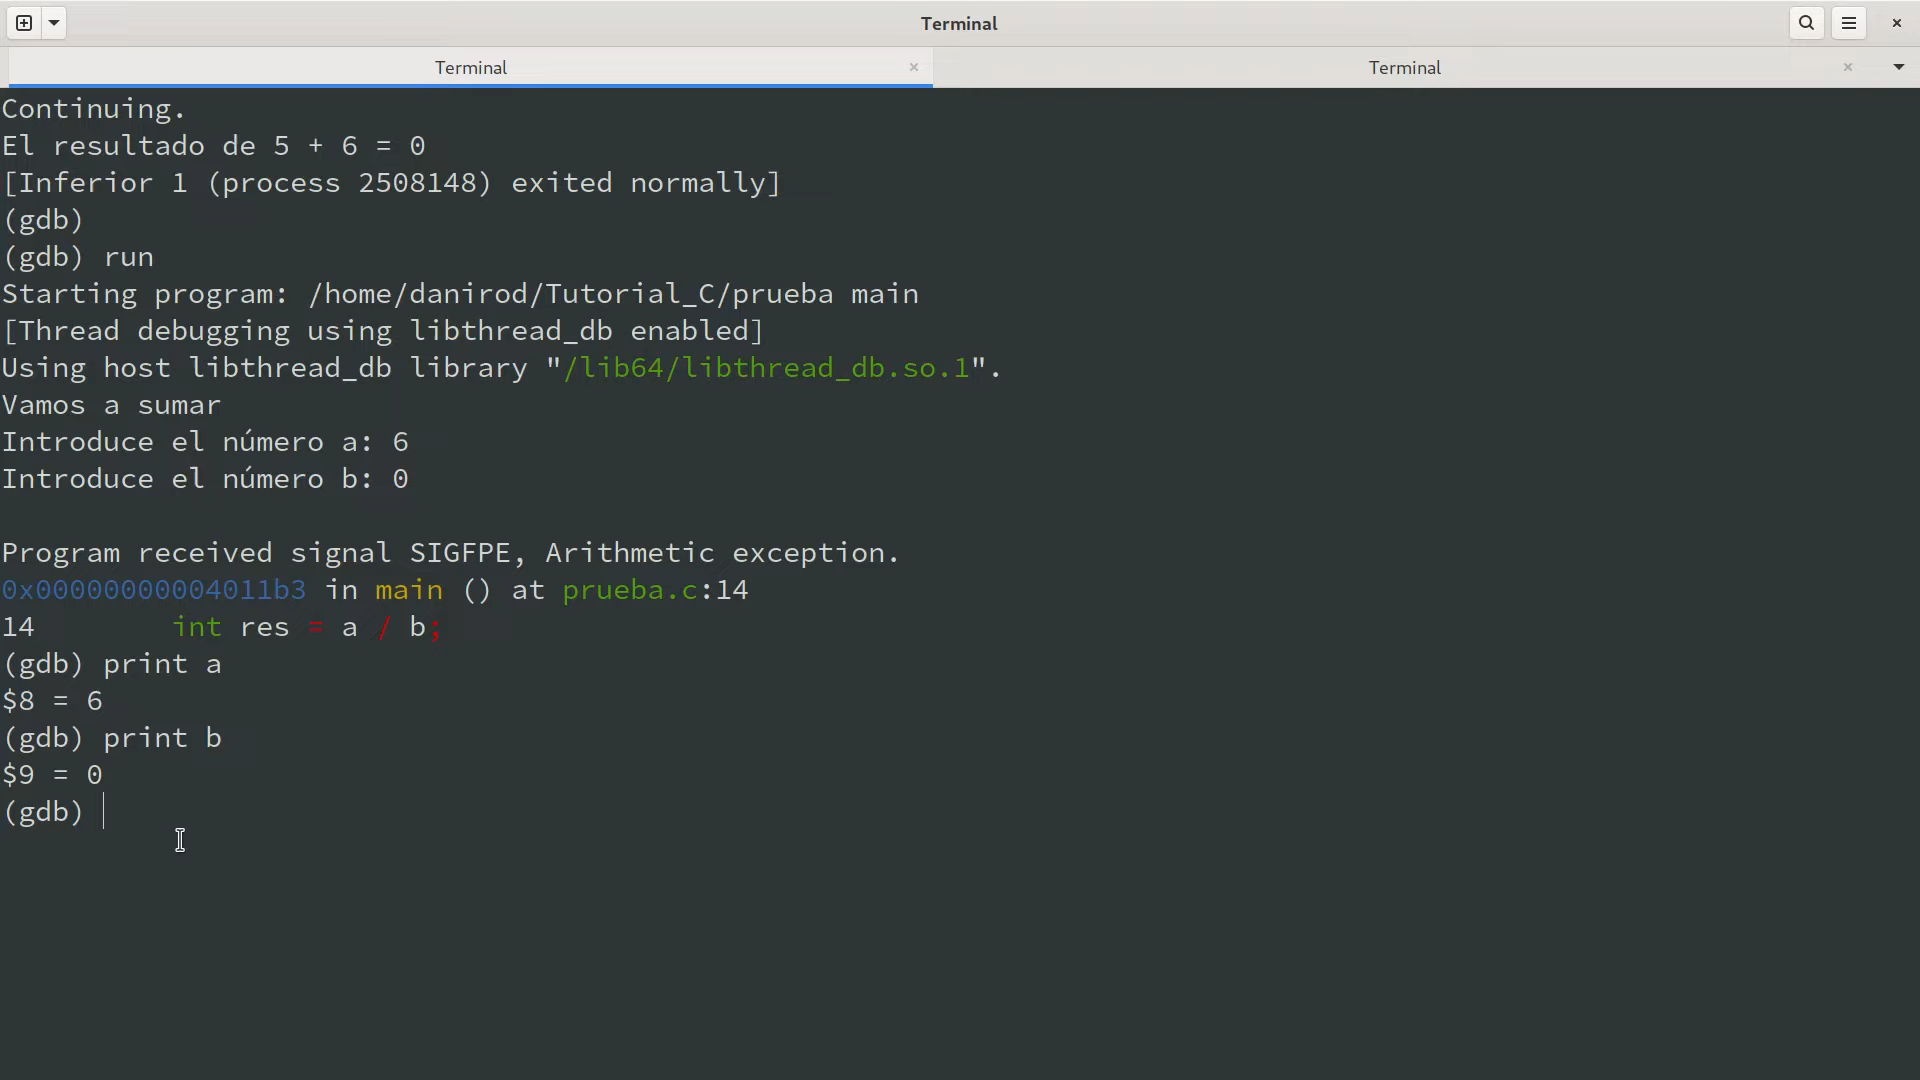 Terminal
Terminal
Terminal
Continuing.
El resultado de 5 + 6 = 0
[Inferior 1 (process 2508148) exited normally]
(gdb)
(gdb) run
Starting program: /home/danirod/Tutorial_C/prueba main
[Thread debugging using libthread_db enabled]
Using host libthread_db library "/lib64/libthread_db.so.1".
Vamos a sumar
Introduce el número a: 6
Introduce el número b: 0
Program received signal SIGFPE, Arithmetic exception.
0x00000000004011b3 in main () at prueba.c:14
14        int res = a / b;
(gdb) print a
$8 = 6
(gdb) print b
$9 = 0
(gdb)